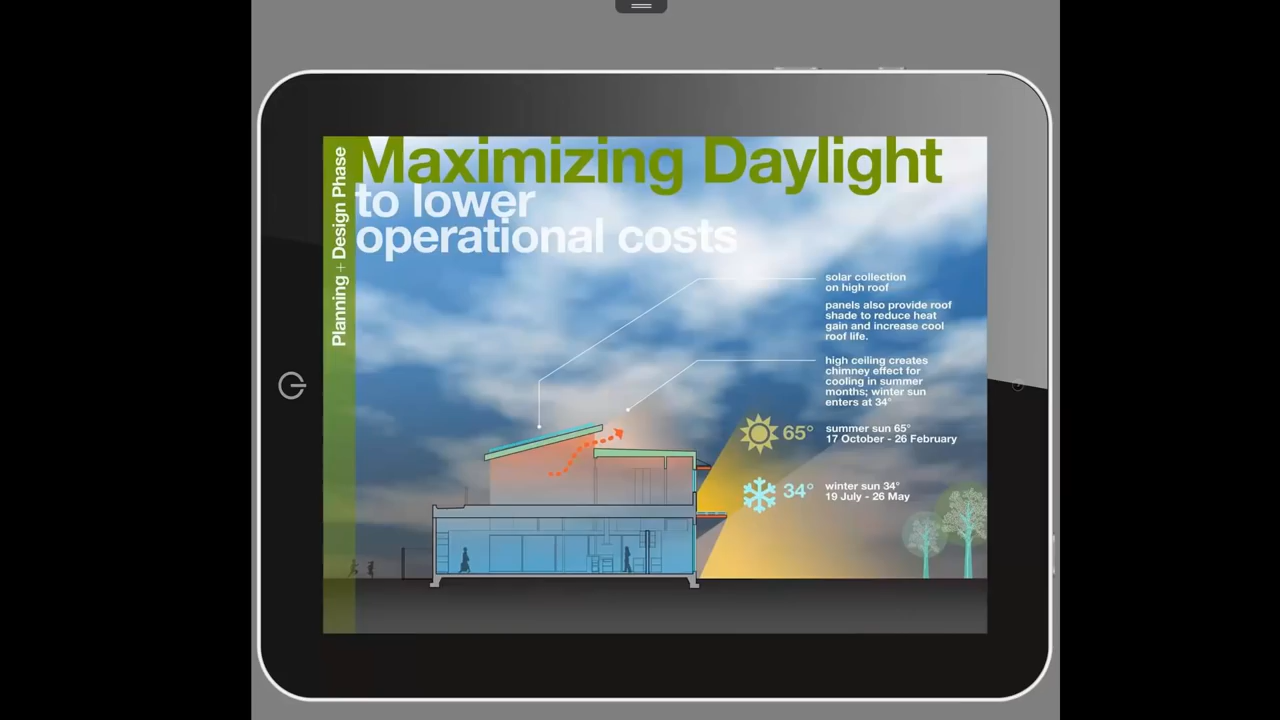 Planning + Design Phase
Maximizing Daylight
to lower
operational costs
solar collection
on high roof
panels also provide roof
shade to reduce heat
gain and increase cool
roof life.
high ceiling creates
chimney effect for
cooling in summer
months; winter sun
enters at 34°
65°
summer sun 65°
17 October - 26 February
34°
winter sun 34°
19 July - 26 May